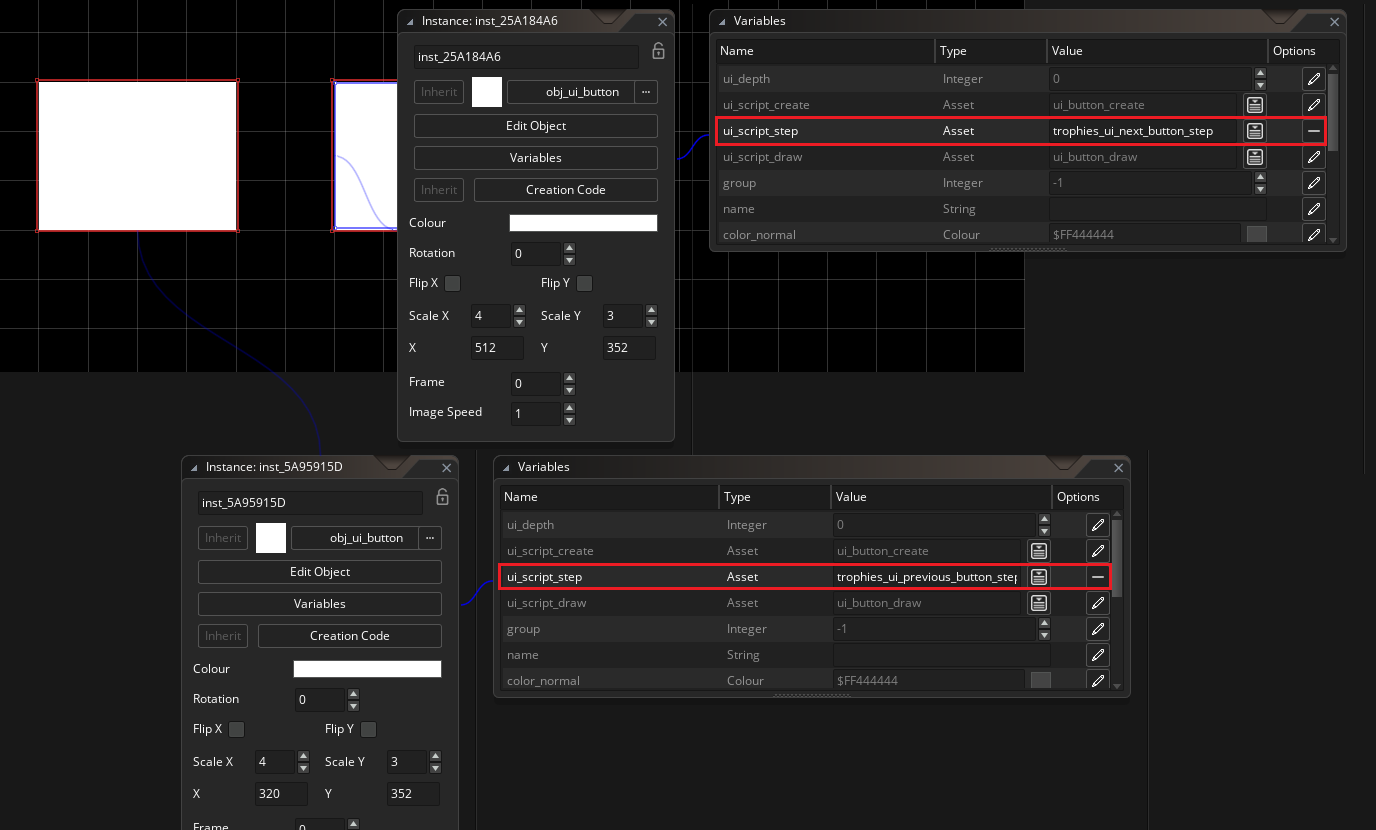 Instance: inst_25A184A6
inst_25A184A6
Inherit obj_ui_button ...
Edit Object
Variables
Inherit Creation Code
Colour
Rotation 0
Flip X Flip Y
Scale X 4 Scale Y 3
X 512 Y 352
Frame 0
Image Speed 1
Variables
Name Type Value Options
ui_depth Integer 0
ui_script_create Asset ui_button_create
ui_script_step Asset trophies_ui_next_button_step
ui_script_draw Asset ui_button_draw
group Integer -1
name String
color_normal Colour $FF444444
Instance: inst_5A95915D
inst_5A95915D
Inherit obj_ui_button ...
Edit Object
Variables
Inherit Creation Code
Colour
Rotation 0
Flip X Flip Y
Scale X 4 Scale Y 3
X 320 Y 352
Frame 0
Variables
Name Type Value Options
ui_depth Integer 0
ui_script_create Asset ui_button_create
ui_script_step Asset trophies_ui_previous_button_step
ui_script_draw Asset ui_button_draw
group Integer -1
name String
color_normal Colour $FF444444